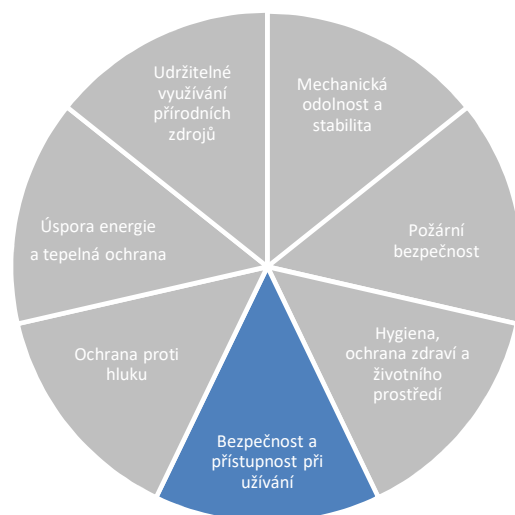 Udržitelné
využívání
přírodních
zdrojů
Mechanická
odolnost a
stabilita
Požární
bezpečnost
Hygiena,
ochrana zdraví a
životního
prostředí
Bezpečnost a
přístupnost při
užívání
Ochrana proti
hluku
Úspora energie
a tepelná ochrana